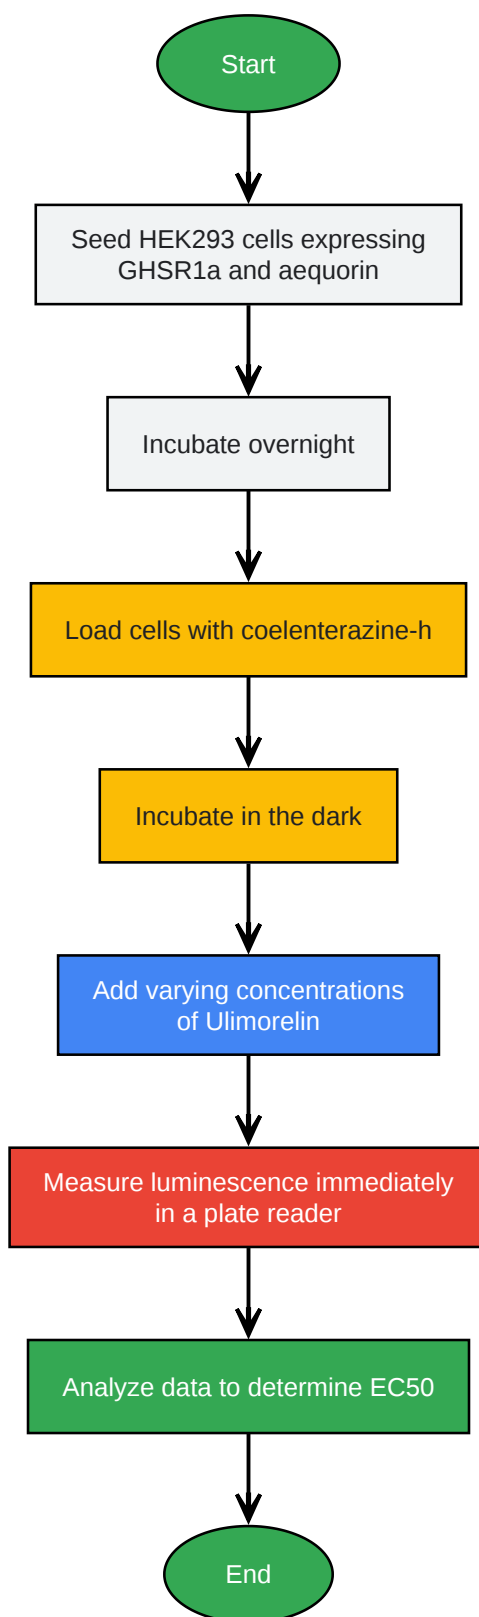 Start
Seed HEK293 cells expressing
GHSR1a and aequorin
Incubate overnight
Load cells with coelenterazine-h
Incubate in the dark
Add varying concentrations
of Ulimorelin
Measure luminescence immediately
in a plate reader
Analyze data to determine EC50
End